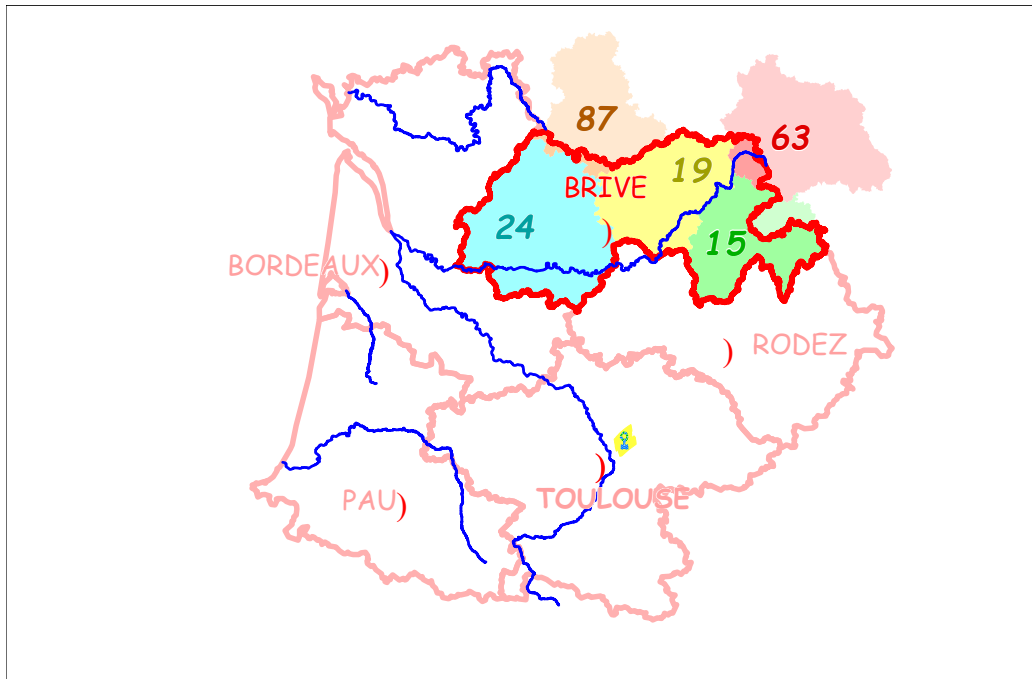 87
63
19
BRIVE
24
15
BORDEAUX
RODEZ
PAU
TOULOUSE